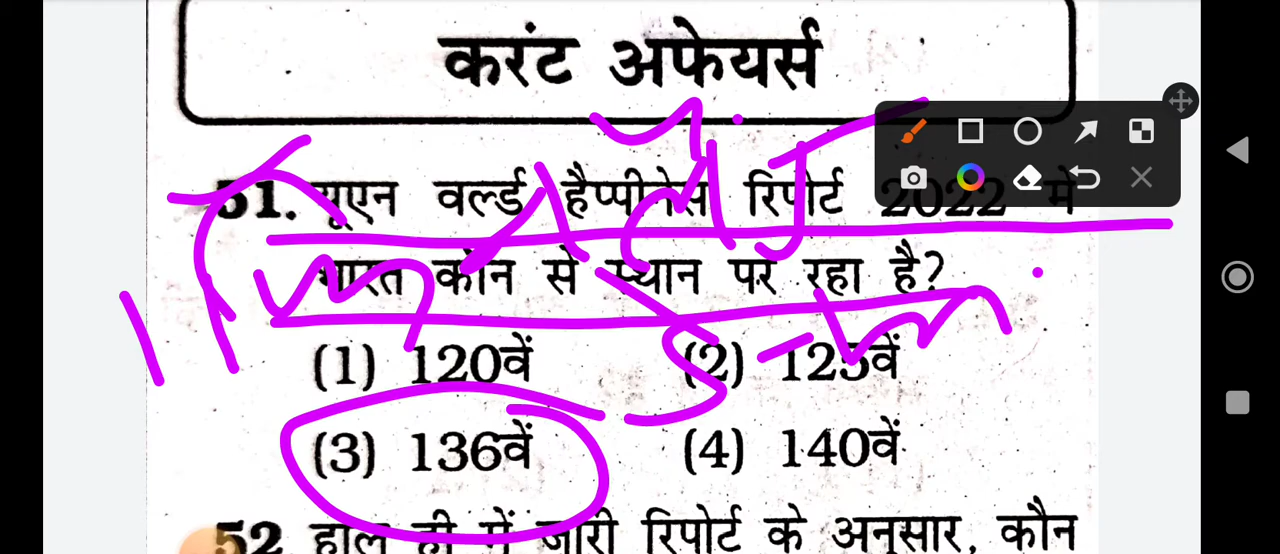 करंट अफेयर्स
51. यूएन वर्ल्ड हैप्पीनेस रिपोर्ट 2022 में
भारत कौन से स्थान पर रहा है?
(1) 120वें (2) 125वें
(3) 136वें (4) 140वें
52 हाल ही में जारी रिपोर्ट के अनुसार, कौन